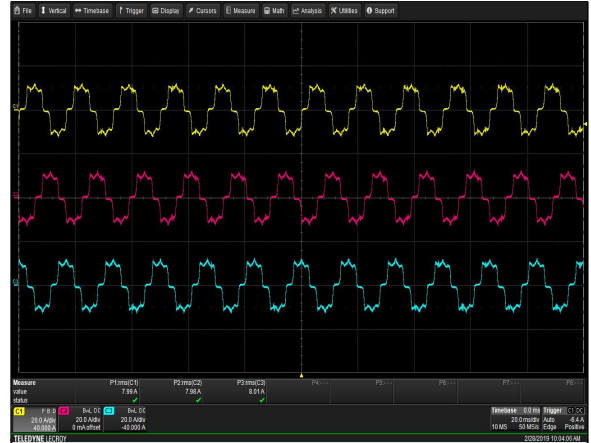 File Vertical Timebase Trigger Display Cursors Measure Math Analysis Utilities Support
C1
C3
C2
Measure P1:rms(C1) P2:rms(C2) P3:rms(C3) P4:--- P5:--- P6:--- P7:--- P8:---
value 7.99 A 7.98 A 8.01 A
status
C1 F B D C2 BwL DC C3 BwL DC Timebase 0.0 ms Trigger C1 DC
20.0 A/div 20.0 A/div 20.0 A/div 20.0 ms/div Auto -6.4 A
40.000 A 0 mA offset -40.000 A 10 MS 50 MS/s Edge Positive
TELEDYNE LECROY 2/28/2019 10:04:06 AM